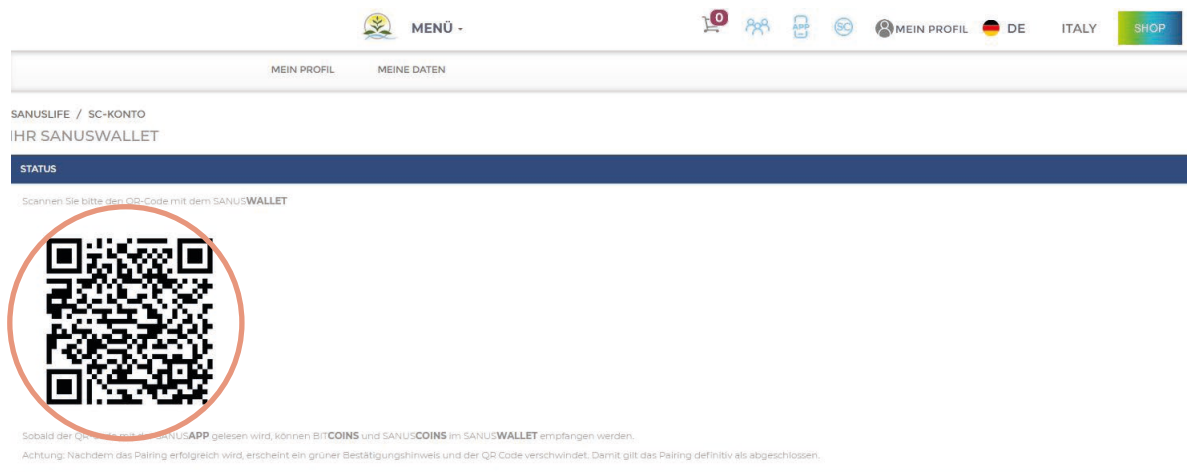 MENÜ -
0
APP
SC
MEIN PROFIL
DE
ITALY
SHOP
MEIN PROFIL
MEINE DATEN
SANUSLIFE / SC-KONTO
IHR SANUSWALLET
STATUS
Scannen Sie bitte den QR-Code mit dem SANUSWALLET
Sobald der QR-Code mit der SANUSAPP gelesen wird, können BITCOINS und SANUSCOINS im SANUSWALLET empfangen werden.
Achtung: Nachdem das Pairing erfolgreich wird, erscheint ein grüner Bestätigungshinweis und der QR Code verschwindet. Damit gilt das Pairing definitiv als abgeschlossen.